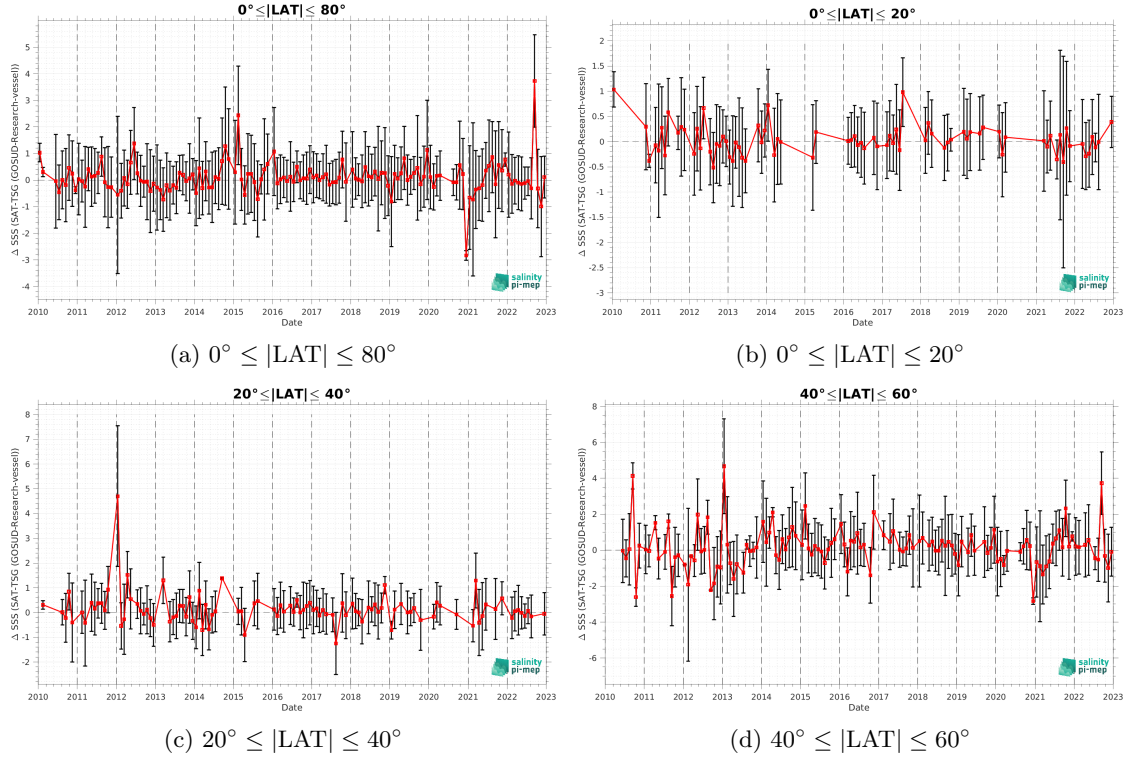 0°≤|LAT|≤ 80°
Δ SSS (SAT-TSG (GOSUD-Research-vessel))
5
4
3
2
1
0
-1
-2
-3
-4
2010 2011 2012 2013 2014 2015 2016 2017 2018 2019 2020 2021 2022 2023
Date
salinity
pi-mep
(a) 0° ≤ |LAT| ≤ 80°
0°≤|LAT|≤ 20°
Δ SSS (SAT-TSG (GOSUD-Research-vessel))
2
1.5
1
0.5
0
-0.5
-1
-1.5
-2
-2.5
-3
2010 2011 2012 2013 2014 2015 2016 2017 2018 2019 2020 2021 2022 2023
Date
salinity
pi-mep
(b) 0° ≤ |LAT| ≤ 20°
20°≤|LAT|≤ 40°
Δ SSS (SAT-TSG (GOSUD-Research-vessel))
8
7
6
5
4
3
2
1
0
-1
-2
2010 2011 2012 2013 2014 2015 2016 2017 2018 2019 2020 2021 2022 2023
Date
salinity
pi-mep
(c) 20° ≤ |LAT| ≤ 40°
40°≤|LAT|≤ 60°
Δ SSS (SAT-TSG (GOSUD-Research-vessel))
8
6
4
2
0
-2
-4
-6
2010 2011 2012 2013 2014 2015 2016 2017 2018 2019 2020 2021 2022 2023
Date
salinity
pi-mep
(d) 40° ≤ |LAT| ≤ 60°